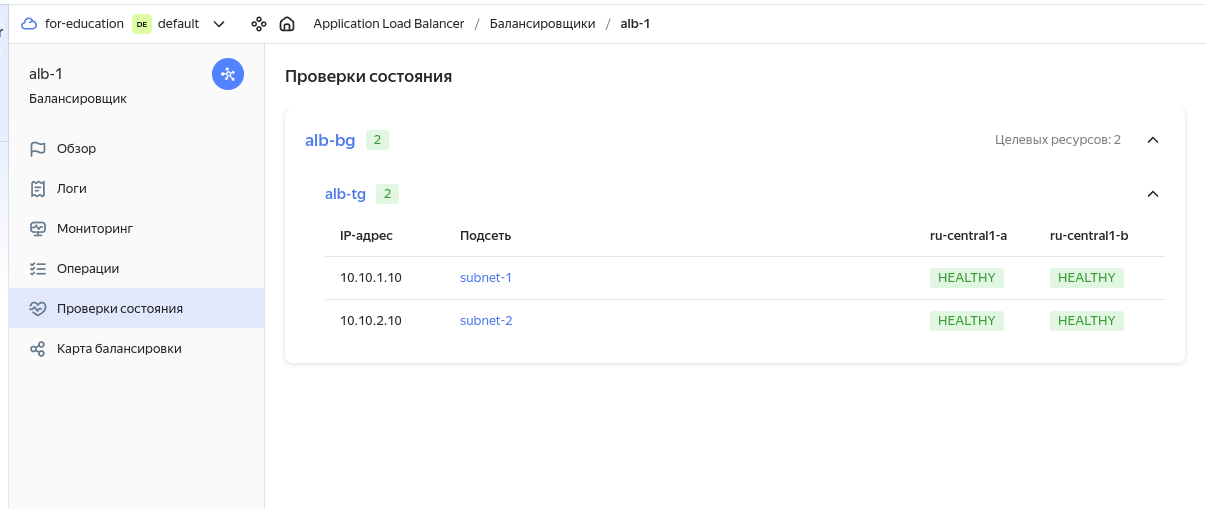 for-education DE default Application Load Balancer / Балансировщики / alb-1
alb-1
Балансировщик
Обзор
Логи
Мониторинг
Операции
Проверки состояния
Карта балансировки
Проверки состояния
alb-bg 2 Целевых ресурсов: 2
alb-tg 2
IP-адрес Подсеть ru-central1-a ru-central1-b
10.10.1.10 subnet-1 HEALTHY HEALTHY
10.10.2.10 subnet-2 HEALTHY HEALTHY